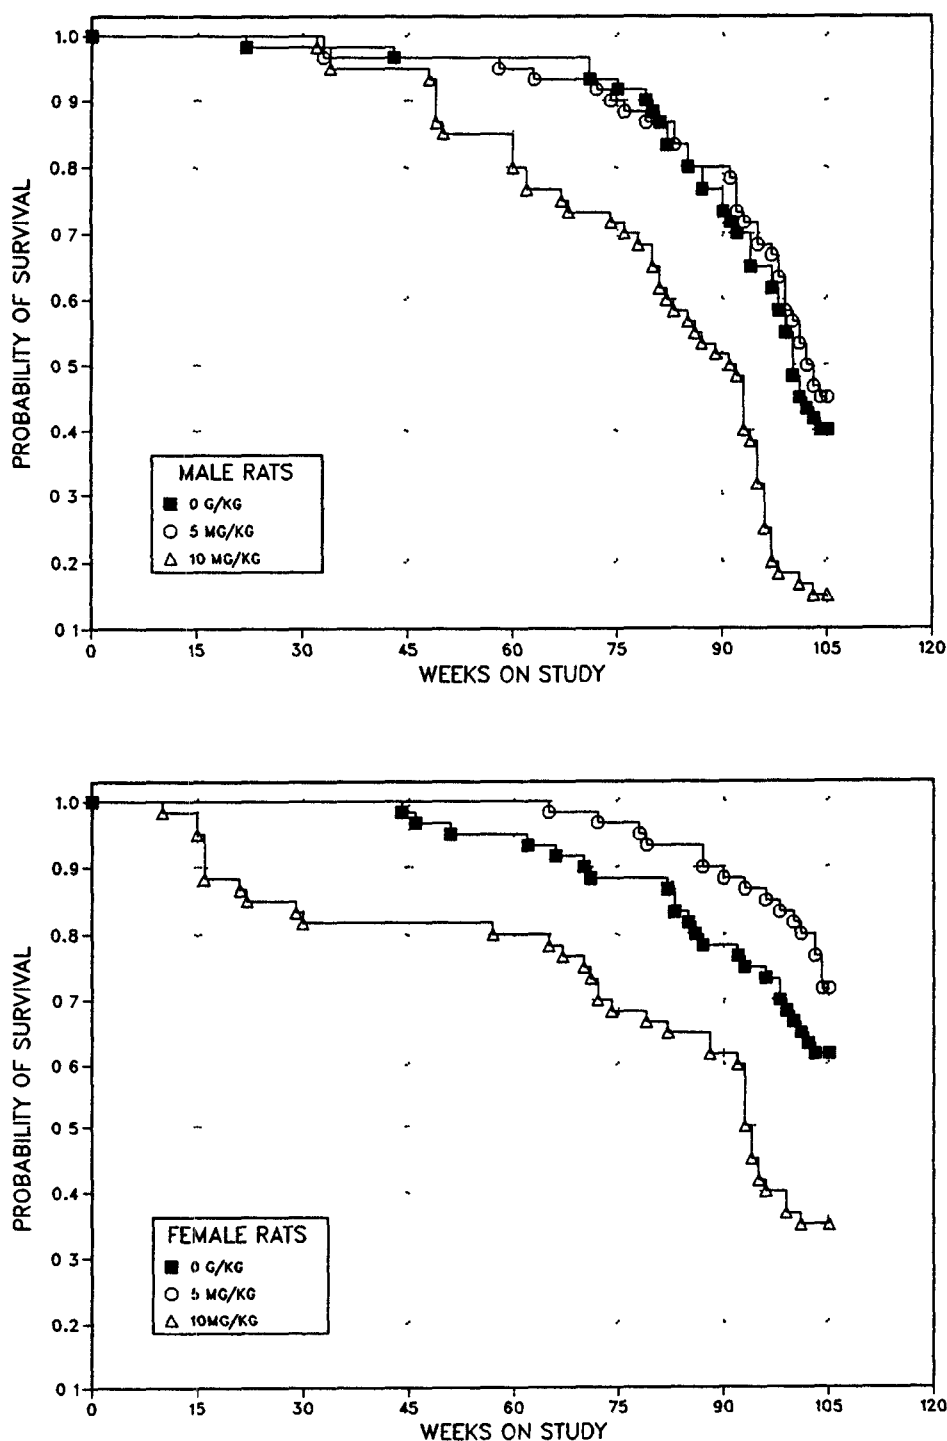 1.0
0 9
0.8
0 7
0.6
0 5
0.4
0 3
0.2
0 1
PROBABILITY OF SURVIVAL
MALE RATS
0 G/KG
5 MG/KG
10 MG/KG
0 15 30 45 60 75 90 105 120
WEEKS ON STUDY
1.0
0.9
0.8
0.7
0 6
0 5
0.4
0 3
0.2
0 1
PROBABILITY OF SURVIVAL
FEMALE RATS
0 G/KG
5 MG/KG
10MG/KG
0 15 30 45 60 75 90 105 120
WEEKS ON STUDY